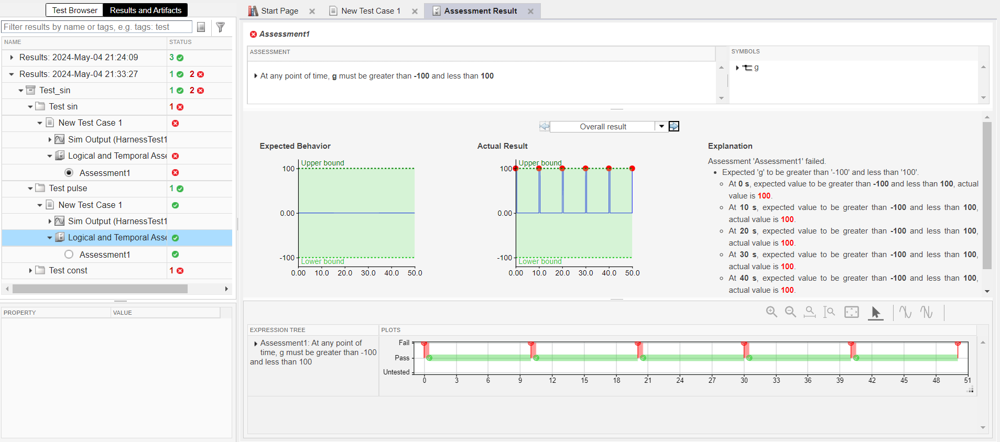 Test Browser
Results and Artifacts
Start Page
New Test Case 1
Assessment Result
Filter results by name or tags, e.g. tags: test
NAME
STATUS
Results: 2024-May-04 21:24:09
3
Results: 2024-May-04 21:33:27
1
2
Test_sin
1
2
Test sin
1
New Test Case 1
Sim Output (HarnessTest1
Logical and Temporal Asse
Assessment1
Test pulse
1
New Test Case 1
Sim Output (HarnessTest1
Logical and Temporal Asse
Assessment1
Test const
1
PROPERTY
VALUE
Assessment1
ASSESSMENT
At any point of time, g must be greater than -100 and less than 100
SYMBOLS
g
Overall result
Expected Behavior
Upper bound
100
0.00
-100
Lower bound
0.00 10.0 20.0 30.0 40.0 50.0
Actual Result
Upper bound
100
0.00
-100
Lower bound
0.00 10.0 20.0 30.0 40.0 50.0
Explanation
Assessment 'Assessment1' failed.
Expected 'g' to be greater than '-100' and less than '100'.
At 0 s, expected value to be greater than -100 and less than 100, actual
value is 100.
At 10 s, expected value to be greater than -100 and less than 100,
actual value is 100.
At 20 s, expected value to be greater than -100 and less than 100,
actual value is 100.
At 30 s, expected value to be greater than -100 and less than 100,
actual value is 100.
At 40 s, expected value to be greater than -100 and less than 100,
actual value is 100.
EXPRESSION TREE
PLOTS
Assessment1: At any point of
time, g must be greater than -100
and less than 100
Fail
Pass
Untested
0 3 6 9 12 15 18 21 24 27 30 33 36 39 42 45 48 51